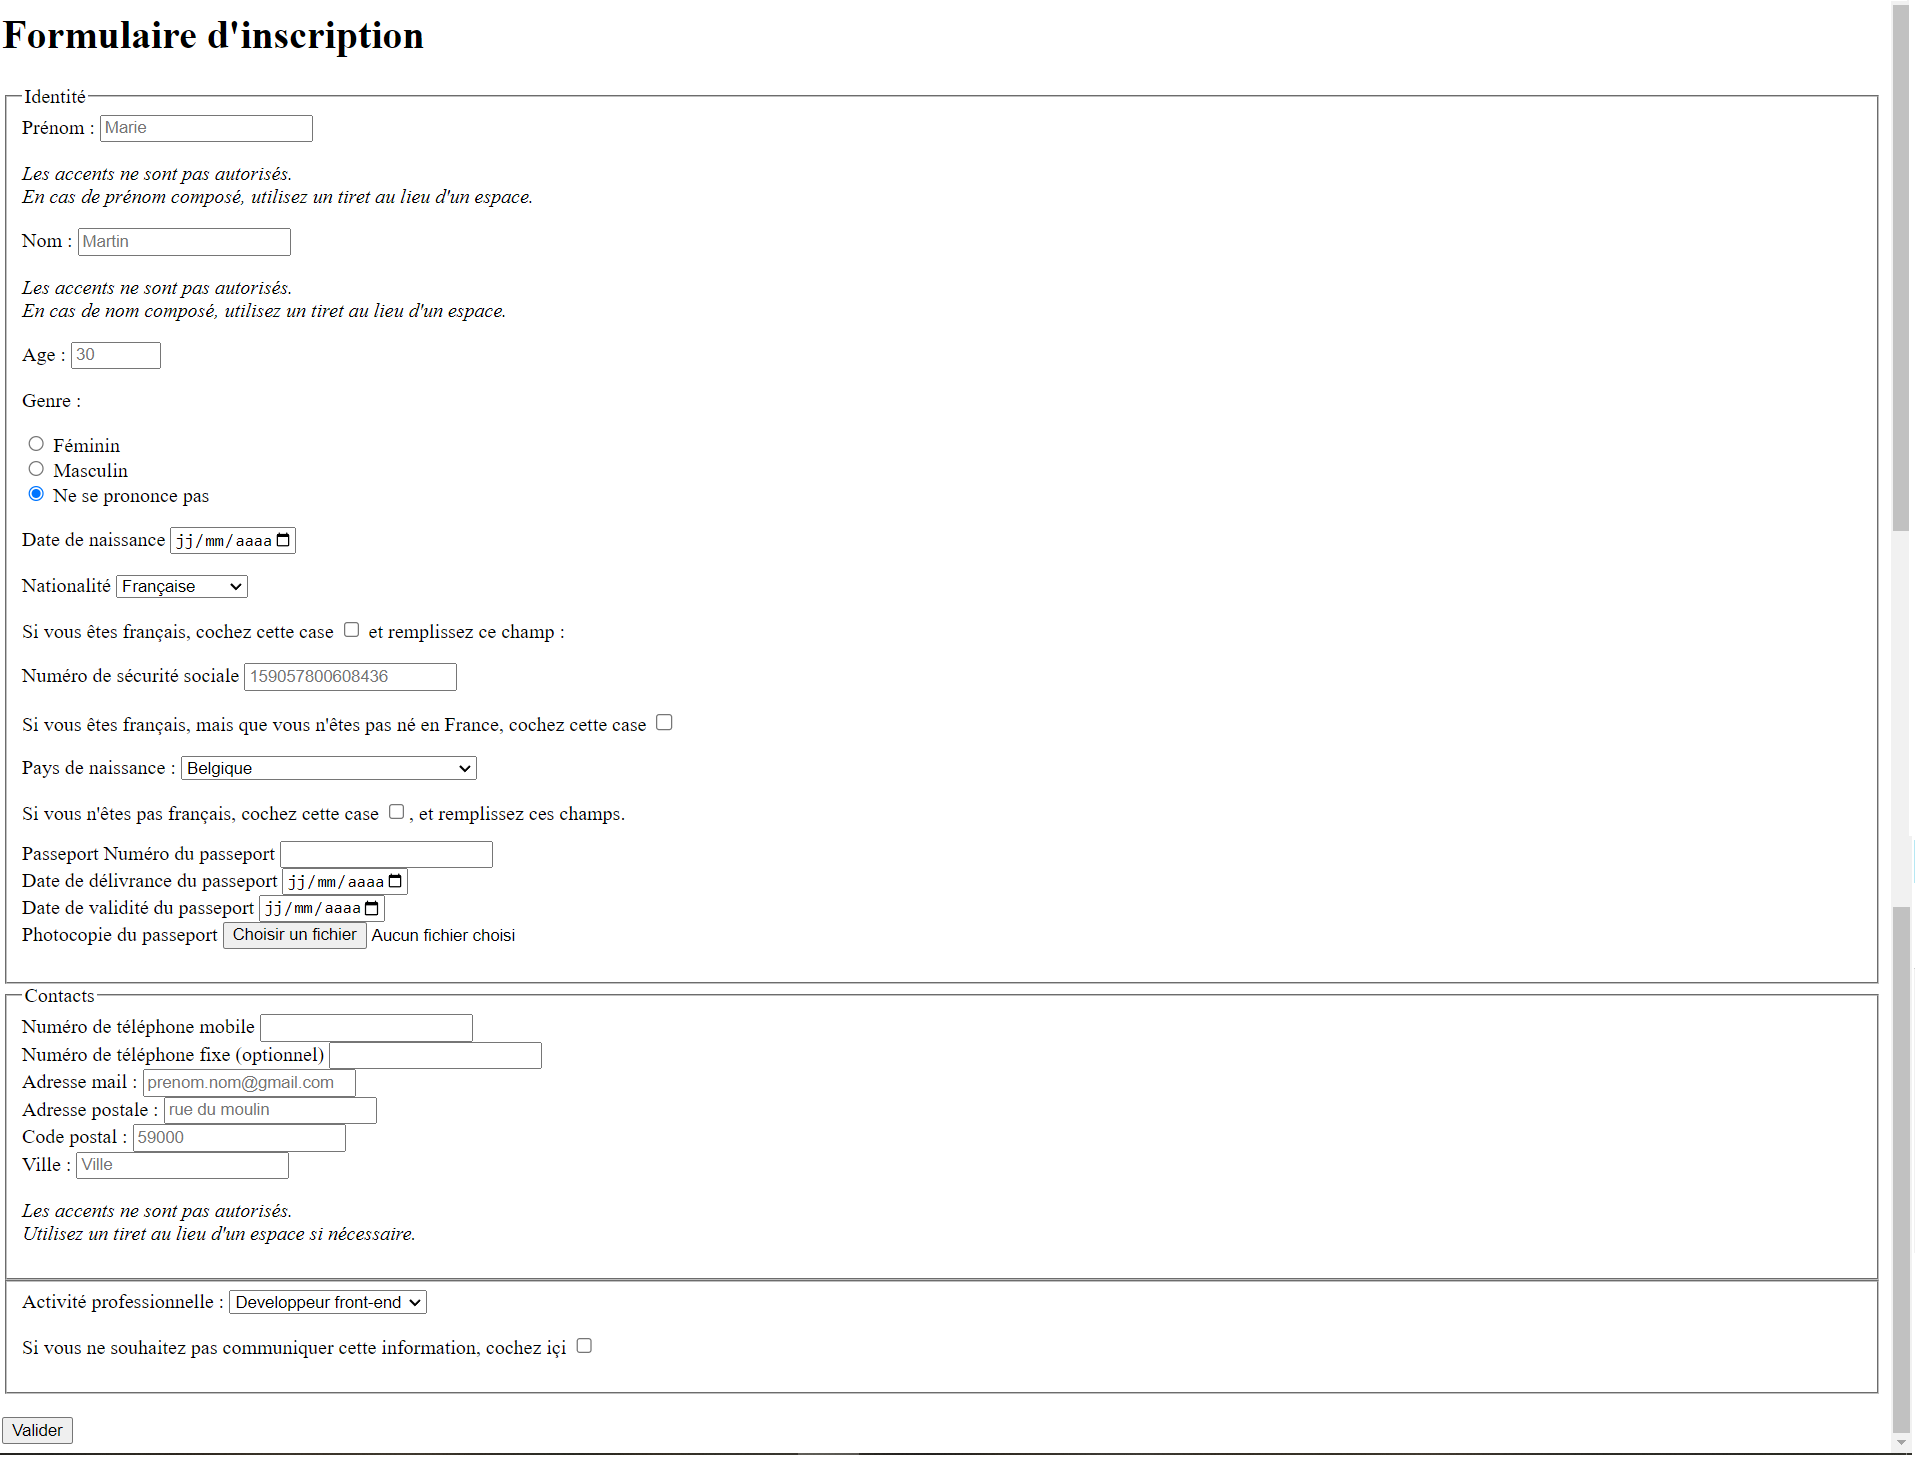 Formulaire d'inscription
Identité
Prénom : Marie
Les accents ne sont pas autorisés.
En cas de prénom composé, utilisez un tiret au lieu d'un espace.
Nom : Martin
Les accents ne sont pas autorisés.
En cas de nom composé, utilisez un tiret au lieu d'un espace.
Age : 30
Genre :
Féminin
Masculin
Ne se prononce pas
Date de naissance jj/mm/aaaa
Nationalité Française
Si vous êtes français, cochez cette case et remplissez ce champ :
Numéro de sécurité sociale 159057800608436
Si vous êtes français, mais que vous n'êtes pas né en France, cochez cette case
Pays de naissance : Belgique
Si vous n'êtes pas français, cochez cette case , et remplissez ces champs.
Passeport Numéro du passeport
Date de délivrance du passeport jj/mm/aaaa
Date de validité du passeport jj/mm/aaaa
Photocopie du passeport Choisir un fichier Aucun fichier choisi
Contacts
Numéro de téléphone mobile
Numéro de téléphone fixe (optionnel)
Adresse mail : prenom.nom@gmail.com
Adresse postale : rue du moulin
Code postal : 59000
Ville : Ville
Les accents ne sont pas autorisés.
Utilisez un tiret au lieu d'un espace si nécessaire.
Activité professionnelle : Developpeur front-end
Si vous ne souhaitez pas communiquer cette information, cochez içi
Valider